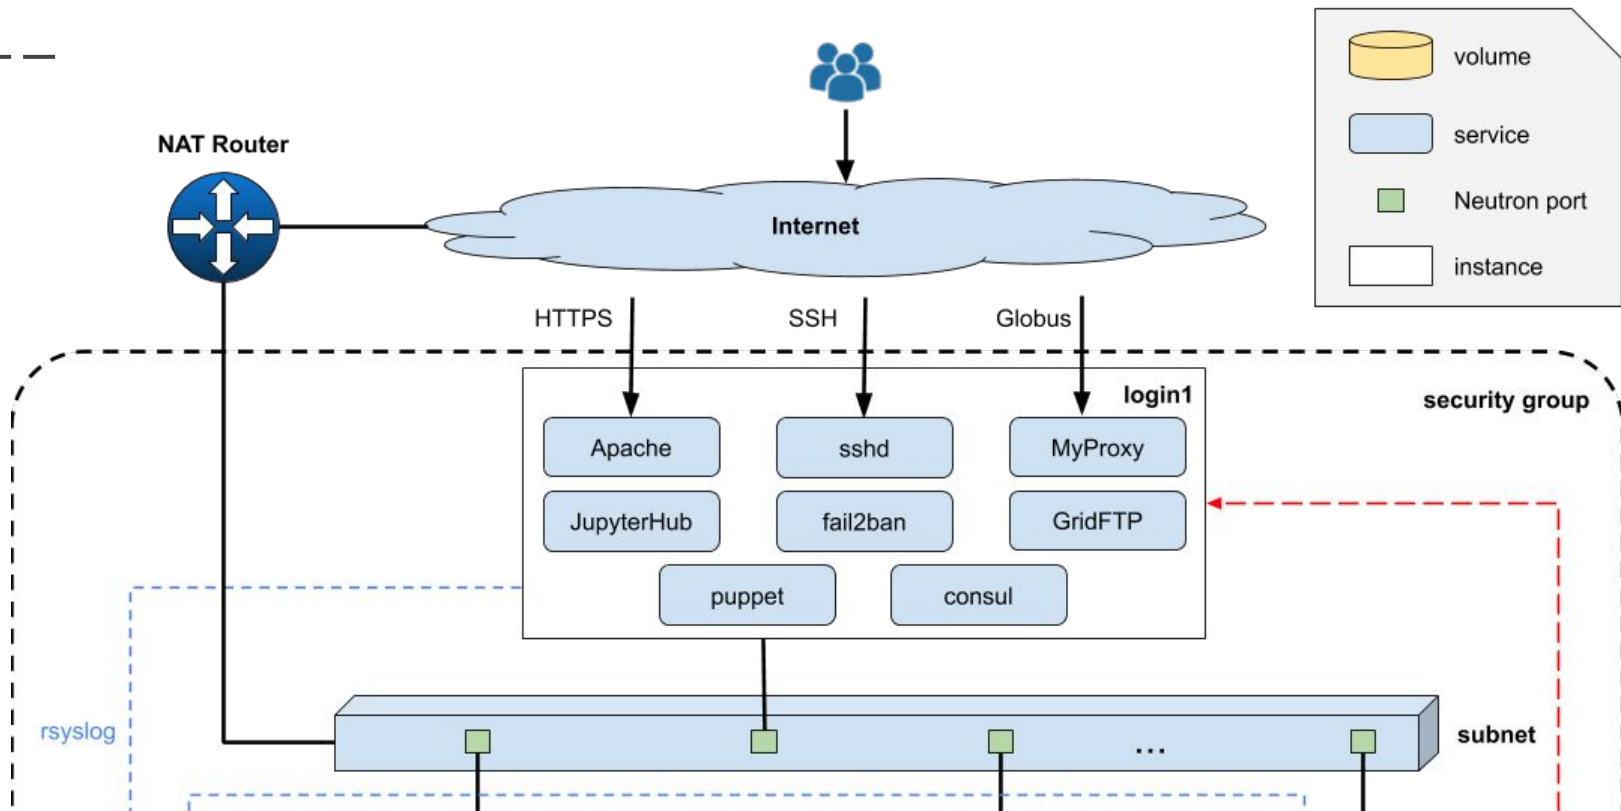 volume
service
Neutron port
instance
NAT Router
Internet
HTTPS
SSH
Globus
login1
security group
Apache
sshd
MyProxy
JupyterHub
fail2ban
GridFTP
puppet
consul
rsyslog
...
subnet